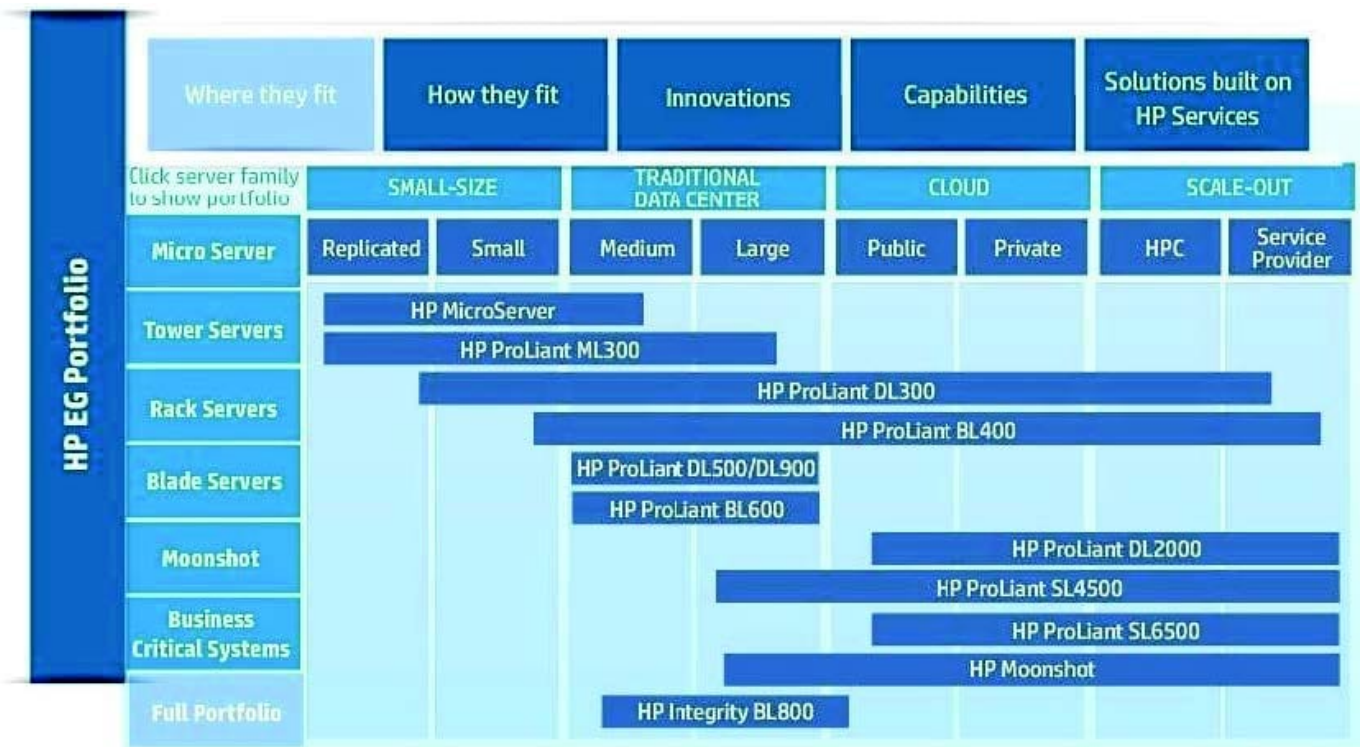 HP EG Portfolio
Where they fit
How they fit
Innovations
Capabilities
Solutions built on
HP Services
Click server family
to show portfolio
SMALL-SIZE
TRADITIONAL
DATA CENTER
CLOUD
SCALE-OUT
Micro Server
Replicated
Small
Medium
Large
Public
Private
HPC
Service
Provider
Tower Servers
HP MicroServer
HP ProLiant ML300
Rack Servers
HP ProLiant DL300
HP ProLiant BL400
Blade Servers
HP ProLiant DL500/DL900
HP ProLiant BL600
Moonshot
HP ProLiant DL2000
HP ProLiant SL4500
Business
Critical Systems
HP ProLiant SL6500
HP Moonshot
Full Portfolio
HP Integrity BL800